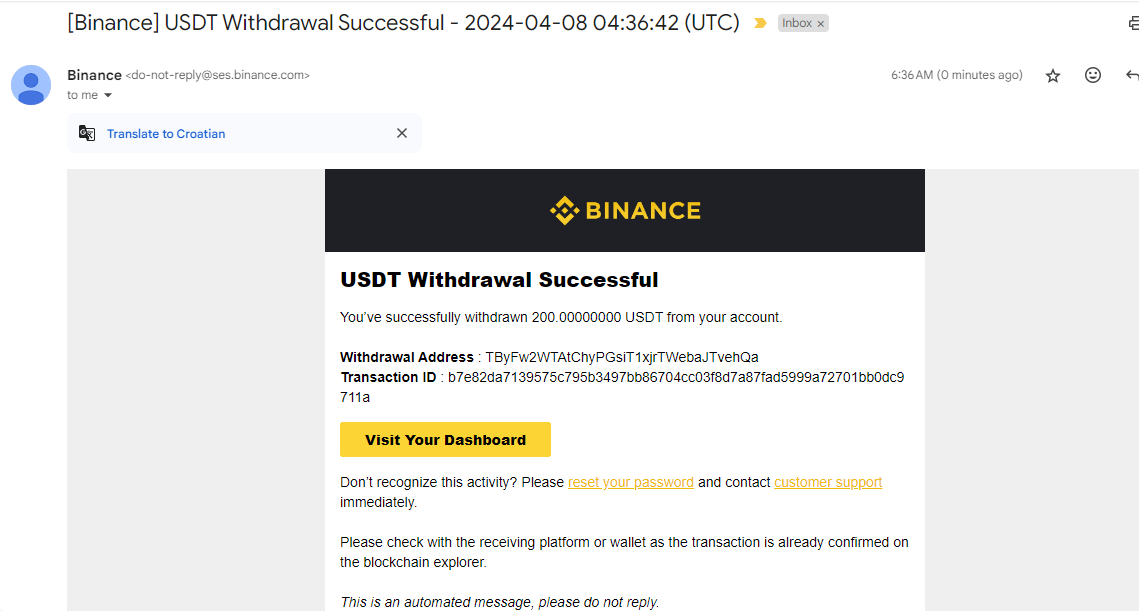 [Binance] USDT Withdrawal Successful - 2024-04-08 04:36:42 (UTC) Inbox ×
Binance <do-not-reply@ses.binance.com> 6:36 AM (0 minutes ago)
to me
Translate to Croatian
BINANCE
USDT Withdrawal Successful
You've successfully withdrawn 200.00000000 USDT from your account.
Withdrawal Address : TByFw2WTAtChyPGsiT1xjrTWebaJTvehQa
Transaction ID : b7e82da7139575c795b3497bb86704cc03f8d7a87fad5999a72701bb0dc9
711a
Visit Your Dashboard
Don't recognize this activity? Please reset your password and contact customer support
immediately.
Please check with the receiving platform or wallet as the transaction is already confirmed on
the blockchain explorer.
This is an automated message, please do not reply.